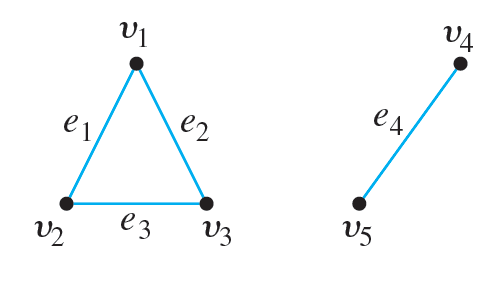 v₁ v₄
e₁ e₂ e₄
v₂ e₃ v₃ v₅